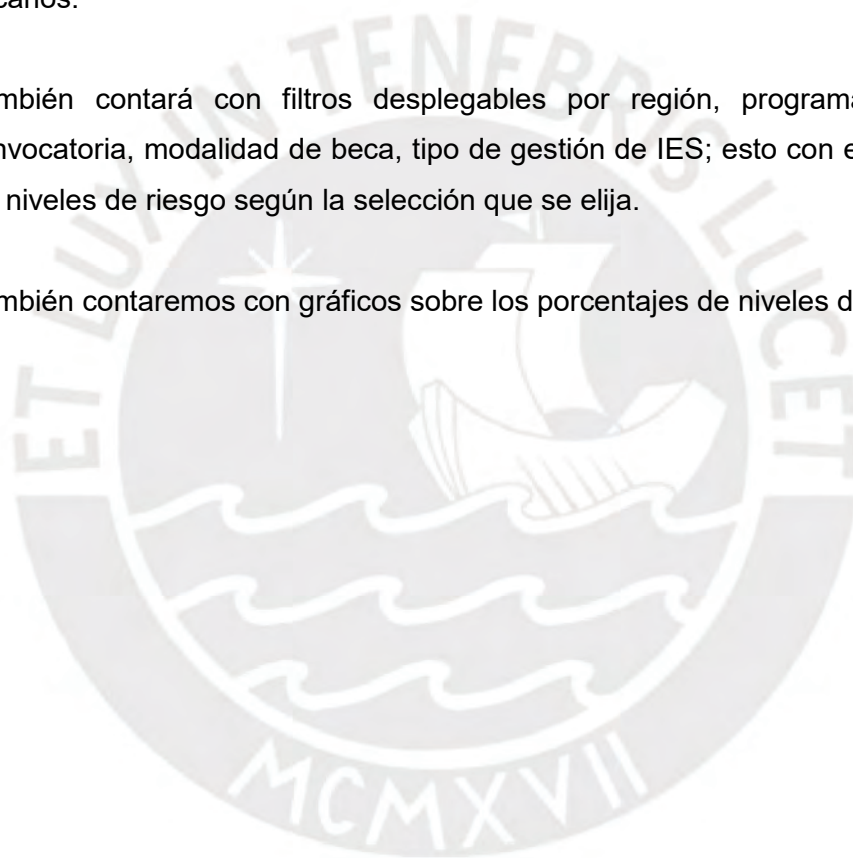 carios.
mbién contará con filtros desplegables por región, programa
nvocatoria, modalidad de beca, tipo de gestión de IES; esto con e
niveles de riesgo según la selección que se elija.
mbién contaremos con gráficos sobre los porcentajes de niveles d
ET LUX IN TENEBRIS LUCET
MCMXVII